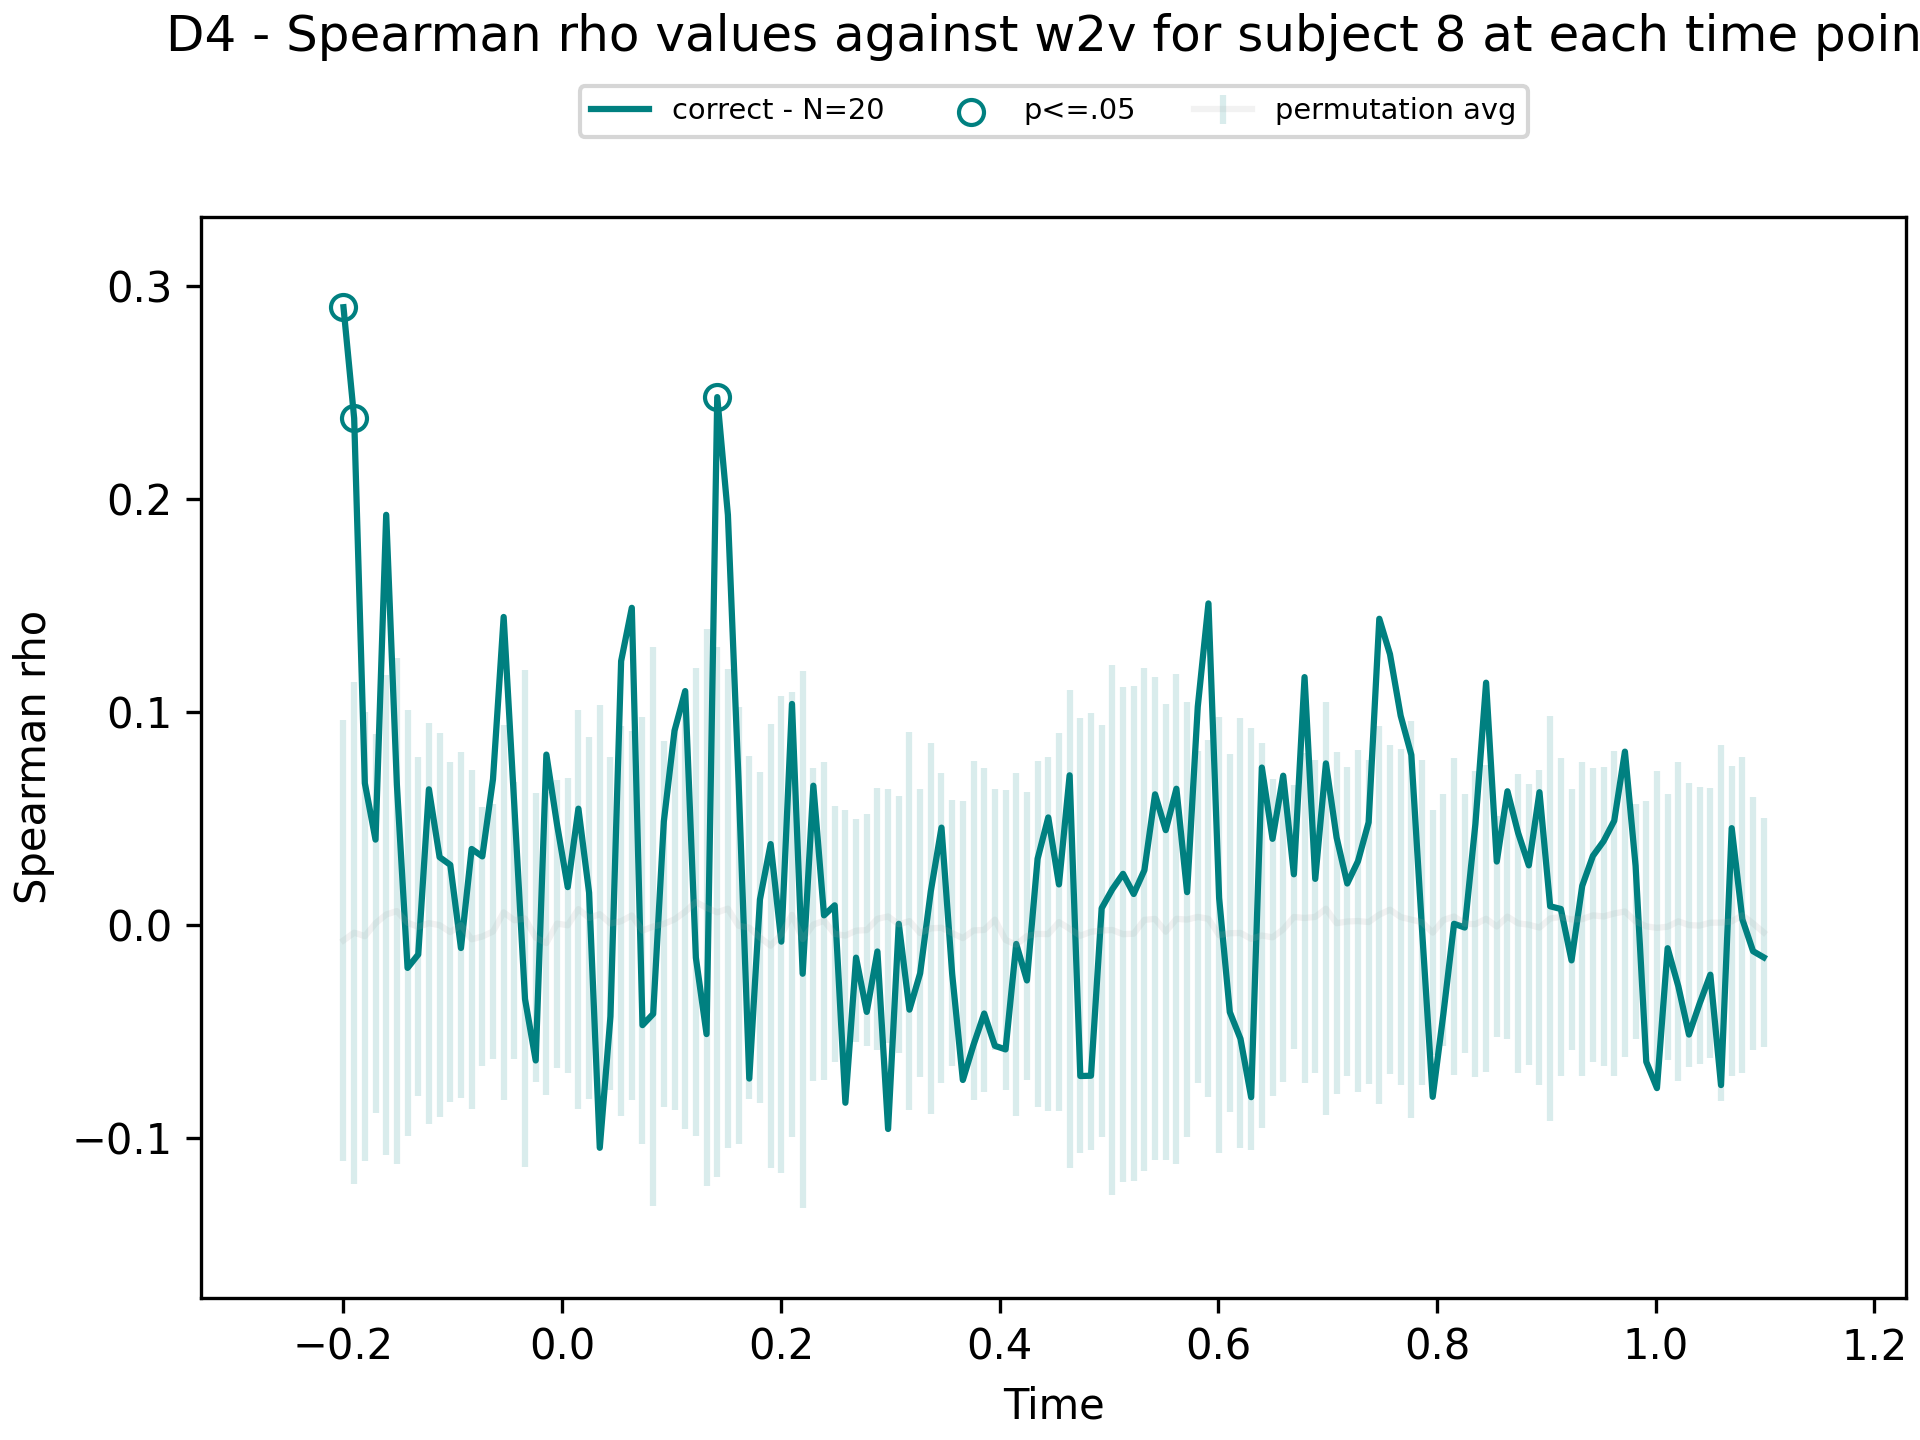 D4 - Spearman rho values against w2v for subject 8 at each time poin
correct - N=20
p<=.05
permutation avg
0.3
0.2
0.1
0.0
−0.1
Spearman rho
−0.2
0.0
0.2
0.4
0.6
0.8
1.0
1.2
Time